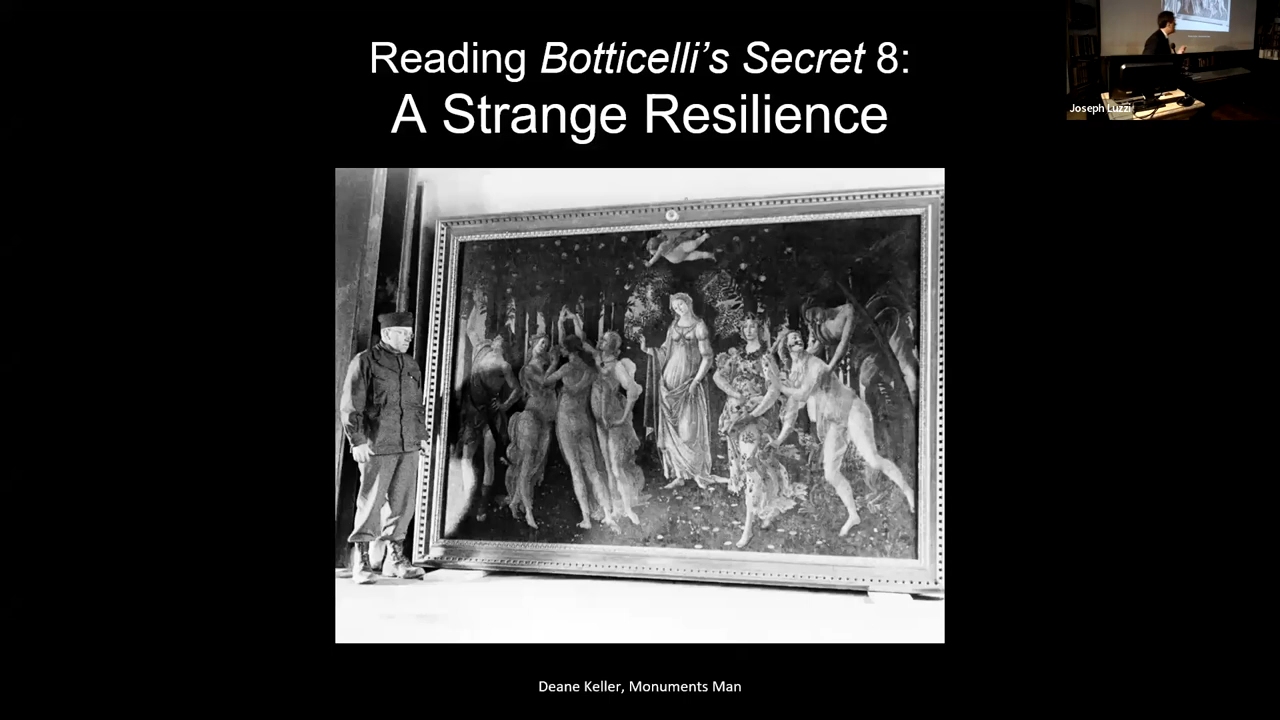 Reading Botticelli’s Secret 8:
A Strange Resilience
Joseph Luzzi
Deane Keller, Monuments Man